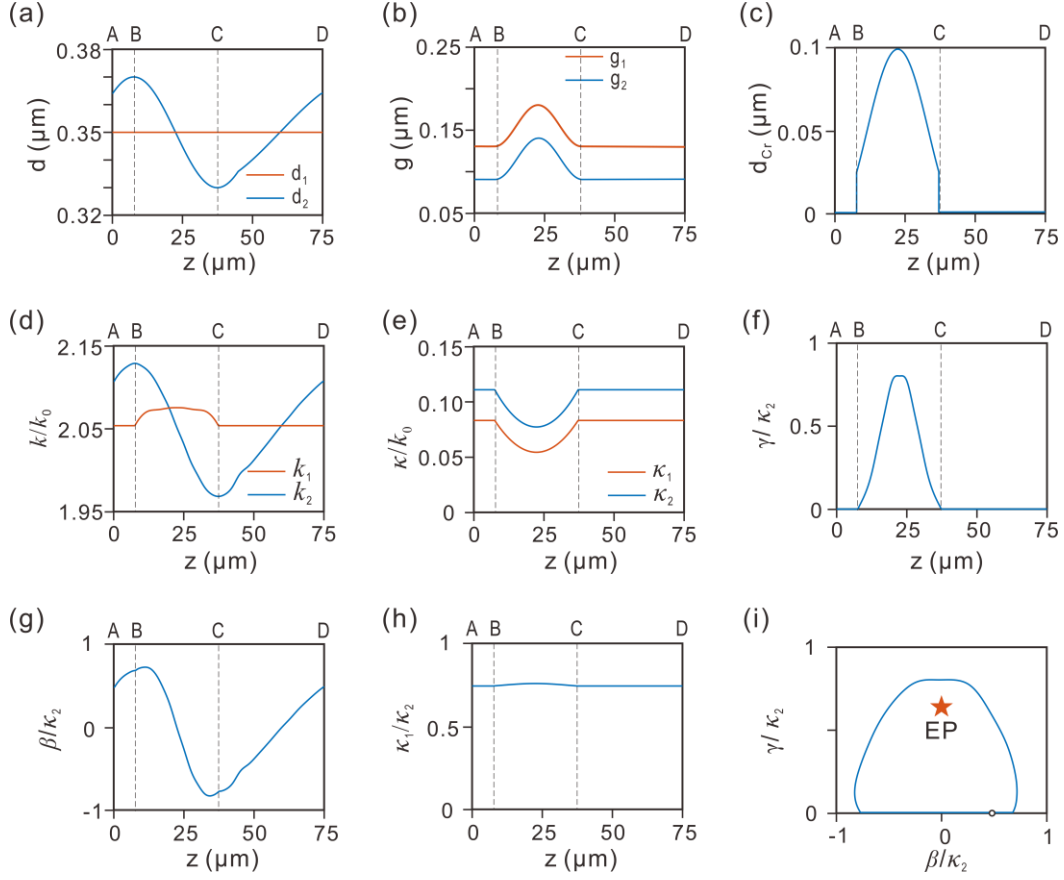 (a)
A B C D
0.38
0.35
0.32
d (μm)
d₁
d₂
0 25 50 75
z (μm)
(b)
A B C D
0.25
0.15
0.05
g (μm)
g₁
g₂
0 25 50 75
z (μm)
(c)
A B C D
0.1
0.05
0
d_Cr (μm)
0 25 50 75
z (μm)
(d)
A B C D
2.15
2.05
1.95
k/k₀
k₁
k₂
0 25 50 75
z (μm)
(e)
A B C D
0.15
0.10
0.05
0
κ/k₀
κ₁
κ₂
0 25 50 75
z (μm)
(f)
A B C D
1
0.5
0
γ/κ₂
0 25 50 75
z (μm)
(g)
A B C D
1
0
-1
β/κ₂
0 25 50 75
z (μm)
(h)
A B C D
1
0.5
0
κ₁/κ₂
0 25 50 75
z (μm)
(i)
1
0.5
0
γ/κ₂
EP
-1 0 1
β/κ₂